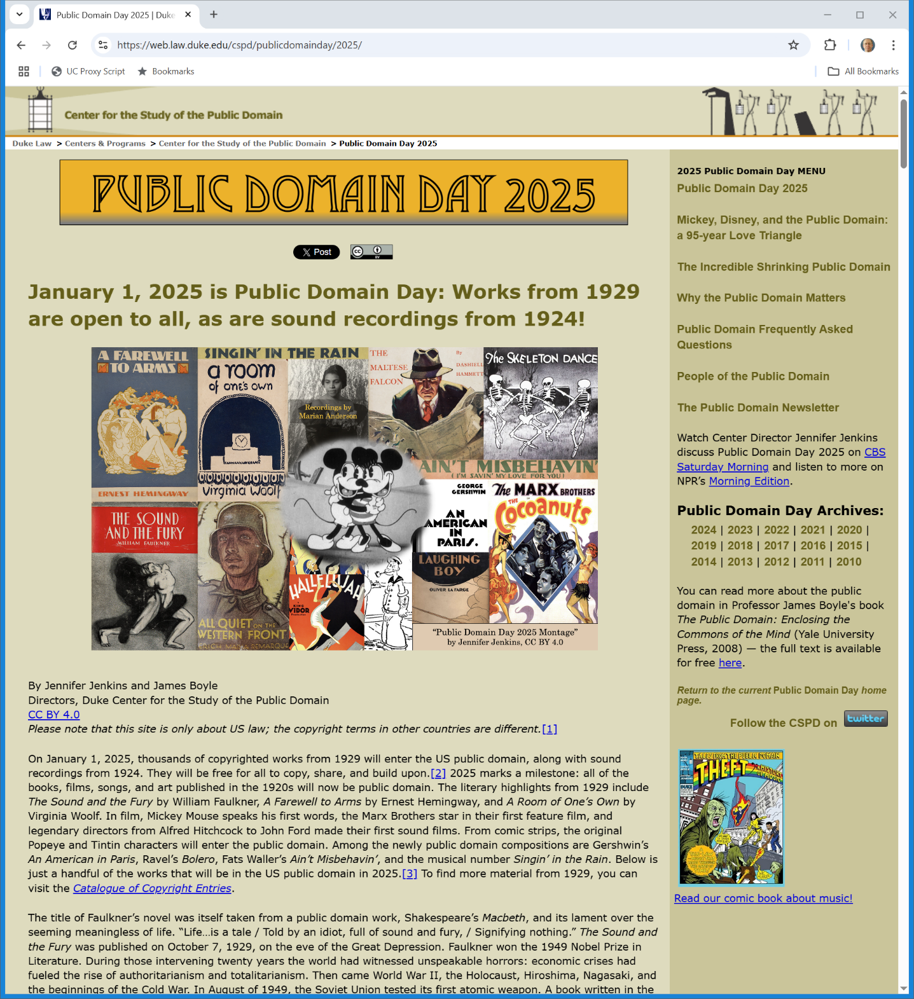 Public Domain Day 2025 | Duke
https://web.law.duke.edu/cspd/publicdomainday/2025/
UC Proxy Script
Bookmarks
All Bookmarks
Center for the Study of the Public Domain
Duke Law > Centers & Programs > Center for the Study of the Public Domain > Public Domain Day 2025
PUBLIC DOMAIN DAY 2025
X Post
cc BY
January 1, 2025 is Public Domain Day: Works from 1929
are open to all, as are sound recordings from 1924!
A FAREWELL
TO ARMS
ERNEST HEMINGWAY
SINGIN' IN THE RAIN
a room
of one's own
Virginia Woolf
Recordings by
Marian Anderson
THE
MALTESE
FALCON
By
DASHIELL
HAMMETT
The SKELETON DANCE
AIN'T MISBEHAVIN'
(I'M SAVIN' MY LOVE FOR YOU)
GEORGE
GERSHWIN
AN
AMERICAN
IN
PARIS.
The MARX BROTHERS
The Cocoanuts
THE SOUND
AND THE FURY
WILLIAM FAULKNER
ALL QUIET ON THE
WESTERN FRONT
ERICH MARIA REMARQUE
HALLELUJAH
KING
VIDOR
Production
LAUGHING
BOY
OLIVER LA FARGE
“Public Domain Day 2025 Montage”
by Jennifer Jenkins, CC BY 4.0
By Jennifer Jenkins and James Boyle
Directors, Duke Center for the Study of the Public Domain
CC BY 4.0
Please note that this site is only about US law; the copyright terms in other countries are different.[1]
On January 1, 2025, thousands of copyrighted works from 1929 will enter the US public domain, along with sound
recordings from 1924. They will be free for all to copy, share, and build upon.[2] 2025 marks a milestone: all of the
books, films, songs, and art published in the 1920s will now be public domain. The literary highlights from 1929 include
The Sound and the Fury by William Faulkner, A Farewell to Arms by Ernest Hemingway, and A Room of One’s Own by
Virginia Woolf. In film, Mickey Mouse speaks his first words, the Marx Brothers star in their first feature film, and
legendary directors from Alfred Hitchcock to John Ford made their first sound films. From comic strips, the original
Popeye and Tintin characters will enter the public domain. Among the newly public domain compositions are Gershwin’s
An American in Paris, Ravel’s Bolero, Fats Waller’s Ain’t Misbehavin’, and the musical number Singin’ in the Rain. Below is
just a handful of the works that will be in the US public domain in 2025.[3] To find more material from 1929, you can
visit the Catalogue of Copyright Entries.
The title of Faulkner’s novel was itself taken from a public domain work, Shakespeare’s Macbeth, and its lament over the
seeming meaningless of life. “Life…is a tale / Told by an idiot, full of sound and fury, / Signifying nothing.” The Sound and
the Fury was published on October 7, 1929, on the eve of the Great Depression. Faulkner won the 1949 Nobel Prize in
Literature. During those intervening twenty years the world had witnessed unspeakable horrors: economic crises had
fueled the rise of authoritarianism and totalitarianism. Then came World War II, the Holocaust, Hiroshima, Nagasaki, and
the beginnings of the Cold War. In August of 1949, the Soviet Union tested its first atomic weapon. A book written in the
2025 Public Domain Day MENU
Public Domain Day 2025
Mickey, Disney, and the Public Domain:
a 95-year Love Triangle
The Incredible Shrinking Public Domain
Why the Public Domain Matters
Public Domain Frequently Asked
Questions
People of the Public Domain
The Public Domain Newsletter
Watch Center Director Jennifer Jenkins
discuss Public Domain Day 2025 on CBS
Saturday Morning and listen to more on
NPR’s Morning Edition.
Public Domain Day Archives:
2024 | 2023 | 2022 | 2021 | 2020 |
2019 | 2018 | 2017 | 2016 | 2015 |
2014 | 2013 | 2012 | 2011 | 2010
You can read more about the public
domain in Professor James Boyle's book
The Public Domain: Enclosing the
Commons of the Mind (Yale University
Press, 2008) — the full text is available
for free here.
Return to the current Public Domain Day home
page.
Follow the CSPD on twitter
TALES FROM THE PUBLIC DOMAIN
THEFT
A HISTORY
OF MUSIC
Read our comic book about music!